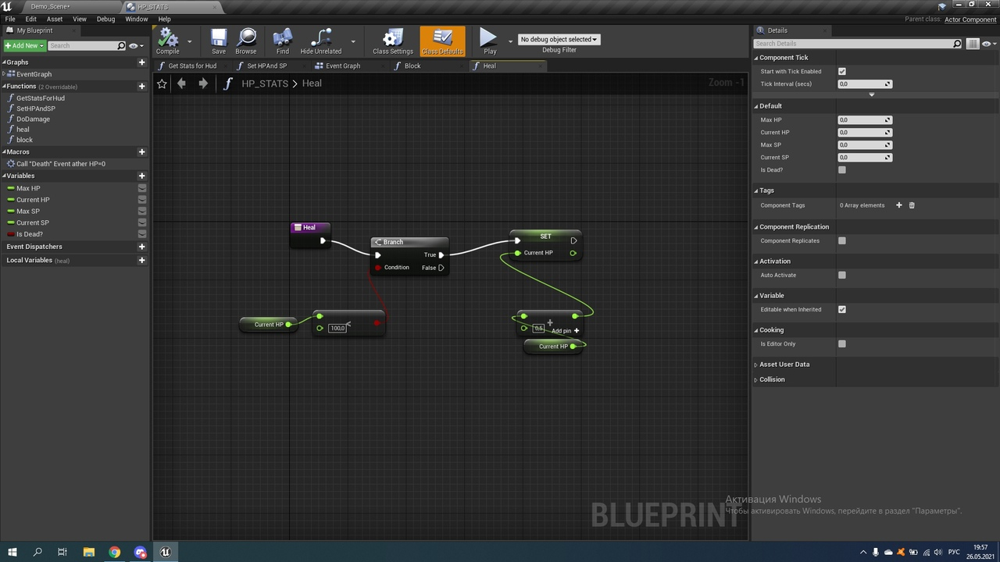 Demo_Scene*
HP_STATS
File Edit Asset View Debug Window Help
Parent class: Actor Component
My Blueprint
Add New
Search
Compile
Save
Browse
Find
Hide Unrelated
Class Settings
Class Defaults
Play
No debug object selected
Debug Filter
Get Stats for Hud
Set HPAnd SP
Event Graph
Block
Heal
HP_STATS > Heal
Zoom -1
Graphs
EventGraph
Functions (2 Overridable)
GetStatsForHud
SetHPAndSP
DoDamage
heal
block
Macros
Call "Death" Event ather HP=0
Variables
Max HP
Current HP
Max SP
Current SP
Is Dead?
Event Dispatchers
Local Variables (heal)
Heal
Branch
True
Condition
False
SET
Current HP
Current HP
<
100,0
+
0,5
Add pin +
Current HP
BLUEPRINT
Details
Search Details
Component Tick
Start with Tick Enabled
Tick Interval (secs) 0,0
Default
Max HP 0,0
Current HP 0,0
Max SP 0,0
Current SP 0,0
Is Dead?
Tags
Component Tags 0 Array elements
Component Replication
Component Replicates
Activation
Auto Activate
Variable
Editable when Inherited
Cooking
Is Editor Only
Asset User Data
Collision
Активация Windows
Чтобы активировать Windows, перейдите в раздел "Параметры".
РУС
19:57
26.05.2021